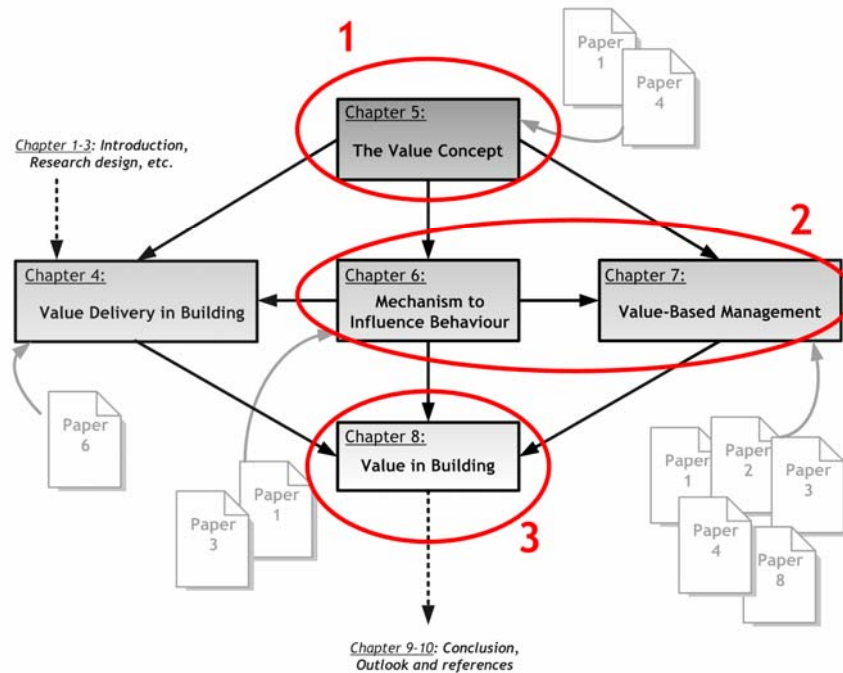 1
Paper
1
Paper
4
Chapter 5:
The Value Concept
Chapter 1-3: Introduction,
Research design, etc.
2
Chapter 4:
Value Delivery in Building
Chapter 6:
Mechanism to
Influence Behaviour
Chapter 7:
Value-Based Management
Paper
6
Chapter 8:
Value in Building
Paper
3
Paper
1
3
Paper
1
Paper
2
Paper
3
Paper
4
Paper
8
Chapter 9-10: Conclusion,
Outlook and references